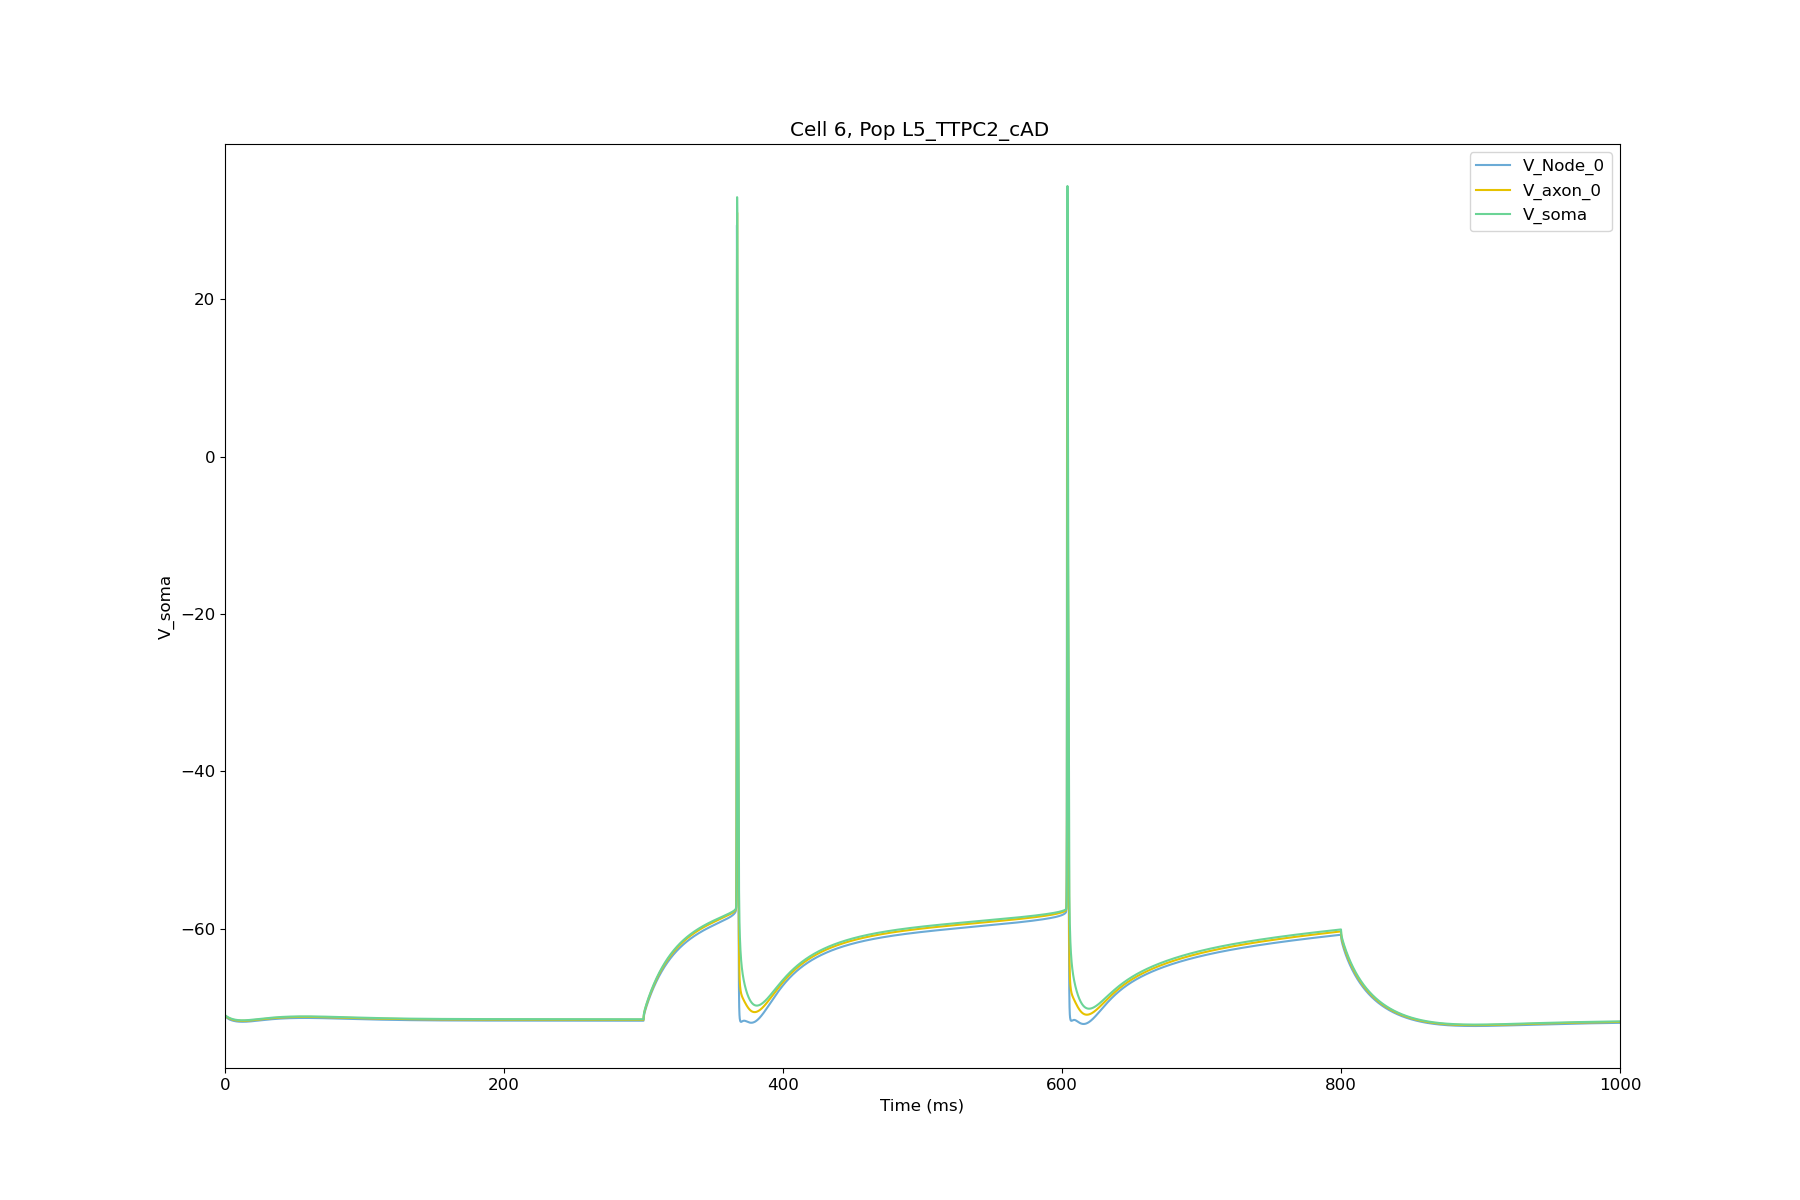 Cell 6, Pop L5_TTPC2_cAD
V_Node_0
V_axon_0
V_soma
20
0
−20
−40
−60
V_soma
0 200 400 600 800 1000
Time (ms)